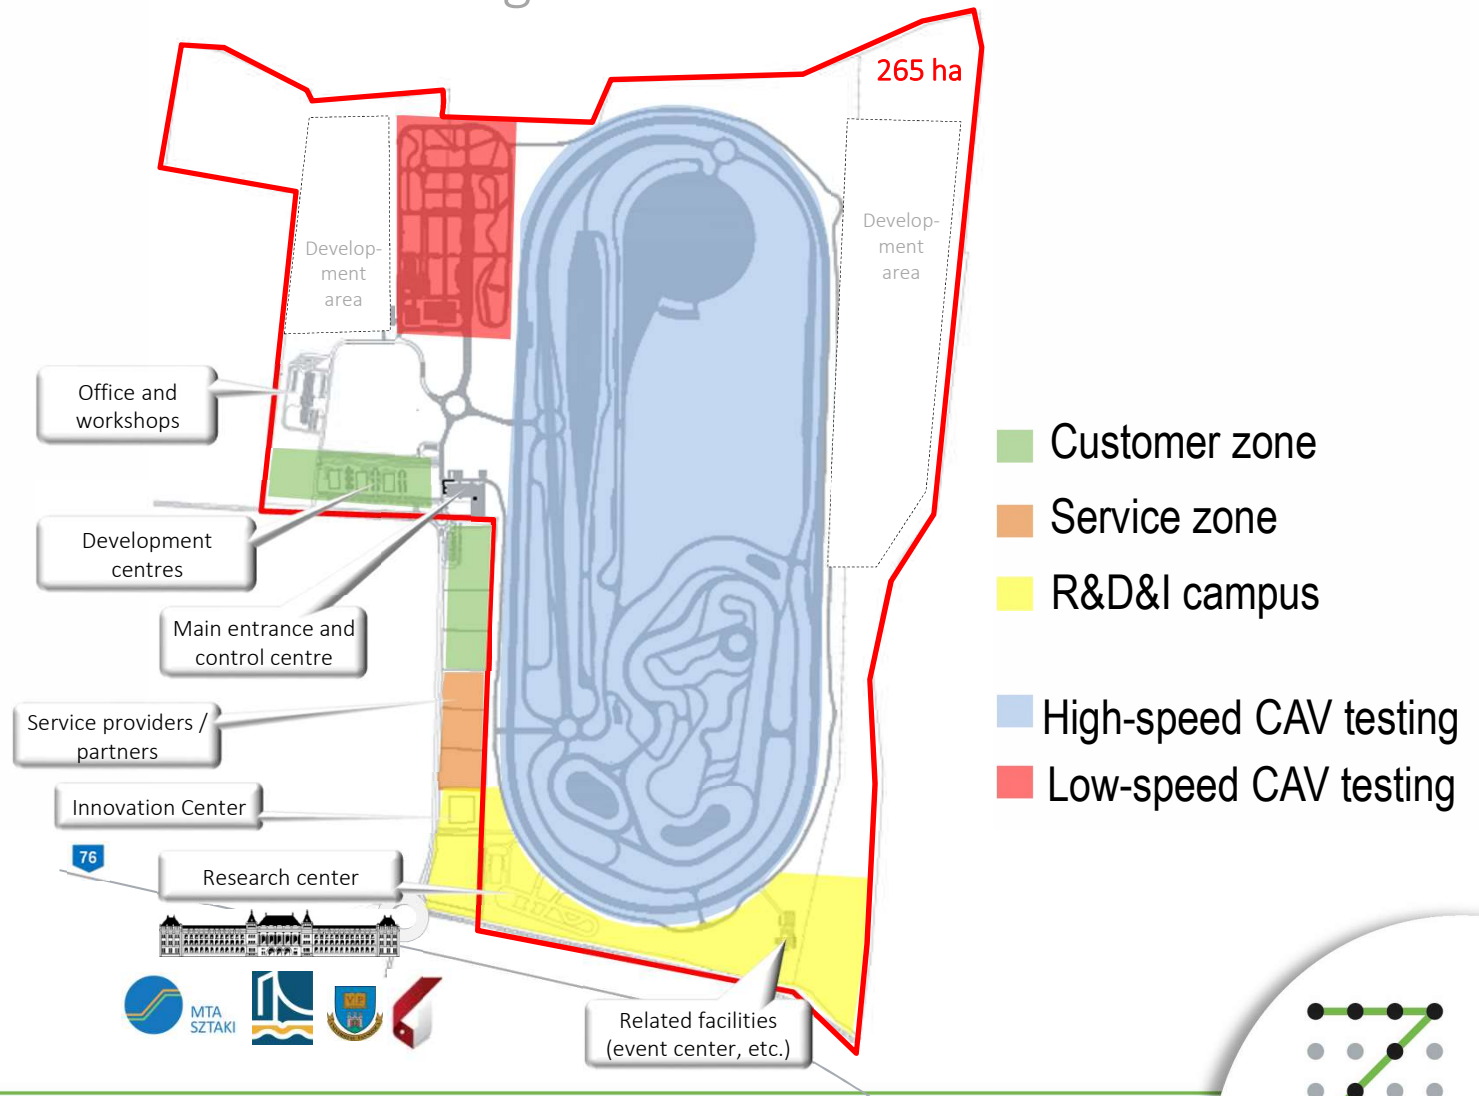 265 ha
Develop-
ment
area
Develop-
ment
area
Office and
workshops
Development
centres
Main entrance and
control centre
Service providers /
partners
Innovation Center
76
Research center
MTA
SZTAKI
Related facilities
(event center, etc.)
Customer zone
Service zone
R&D&I campus
High-speed CAV testing
Low-speed CAV testing